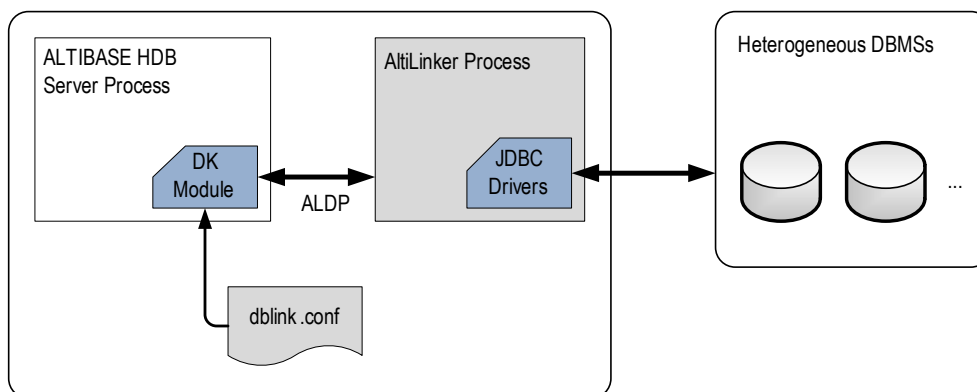 ALTIBASE HDB
Server Process
DK
Module
ALDP
AltiLinker Process
JDBC
Drivers
dblink .conf
Heterogeneous DBMSs
...